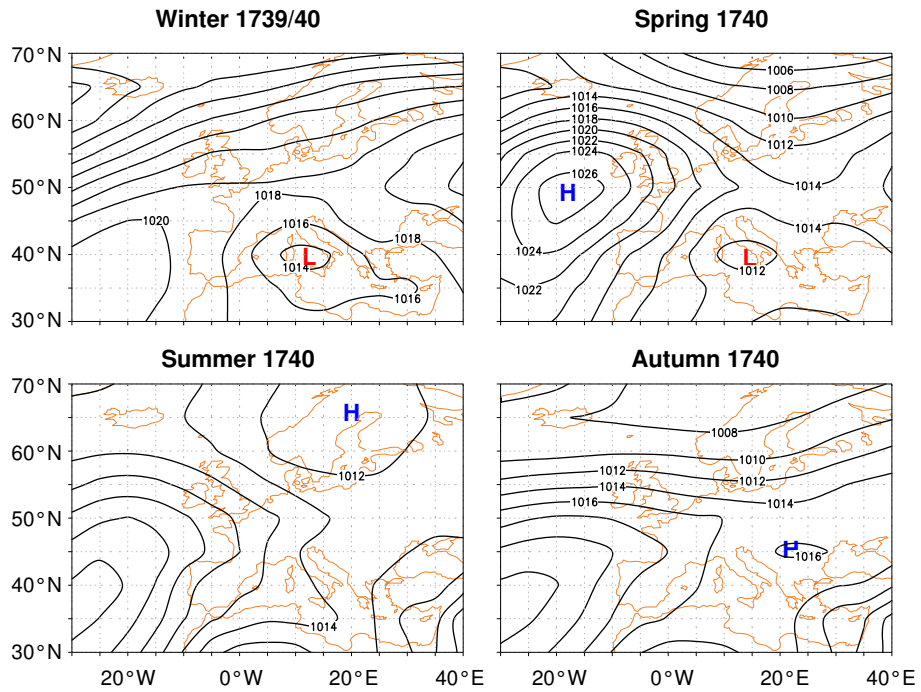 Winter 1739/40
Spring 1740
70°N
60°N
50°N
40°N
30°N
1018
1020
1016
1018
1014
1016
L
1006
1008
1014
1010
1016
1018
1020
1012
1022
1024
1026
H
1014
1014
1024
L
1012
1022
Summer 1740
Autumn 1740
70°N
60°N
50°N
40°N
30°N
H
1012
1014
1008
1010
1012
1012
1014
1014
1016
H
1016
20°W
0°W
20°E
40°E
20°W
0°W
20°E
40°E